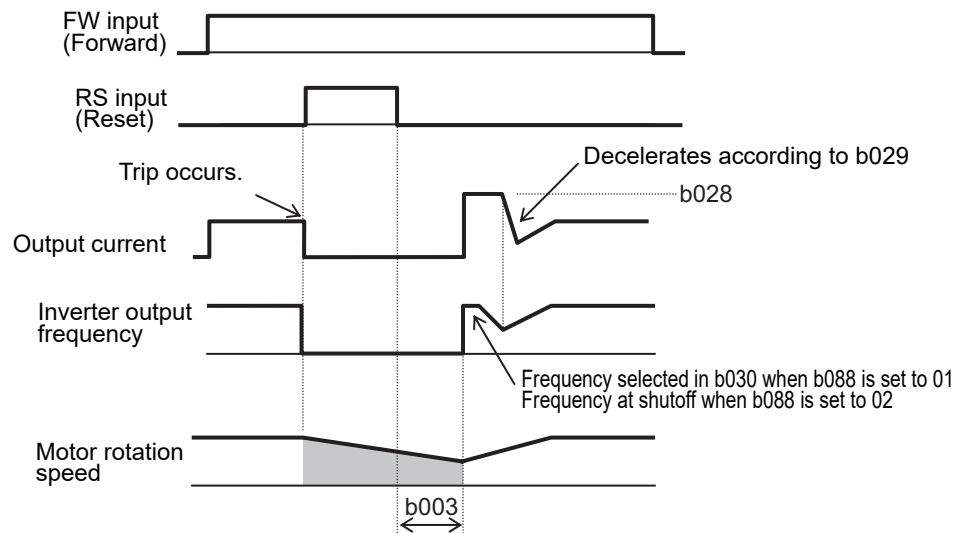 FW input
(Forward)
RS input
(Reset)
Trip occurs.
Decelerates according to b029
b028
Output current
Inverter output
frequency
Frequency selected in b030 when b088 is set to 01
Frequency at shutoff when b088 is set to 02
Motor rotation
speed
b003